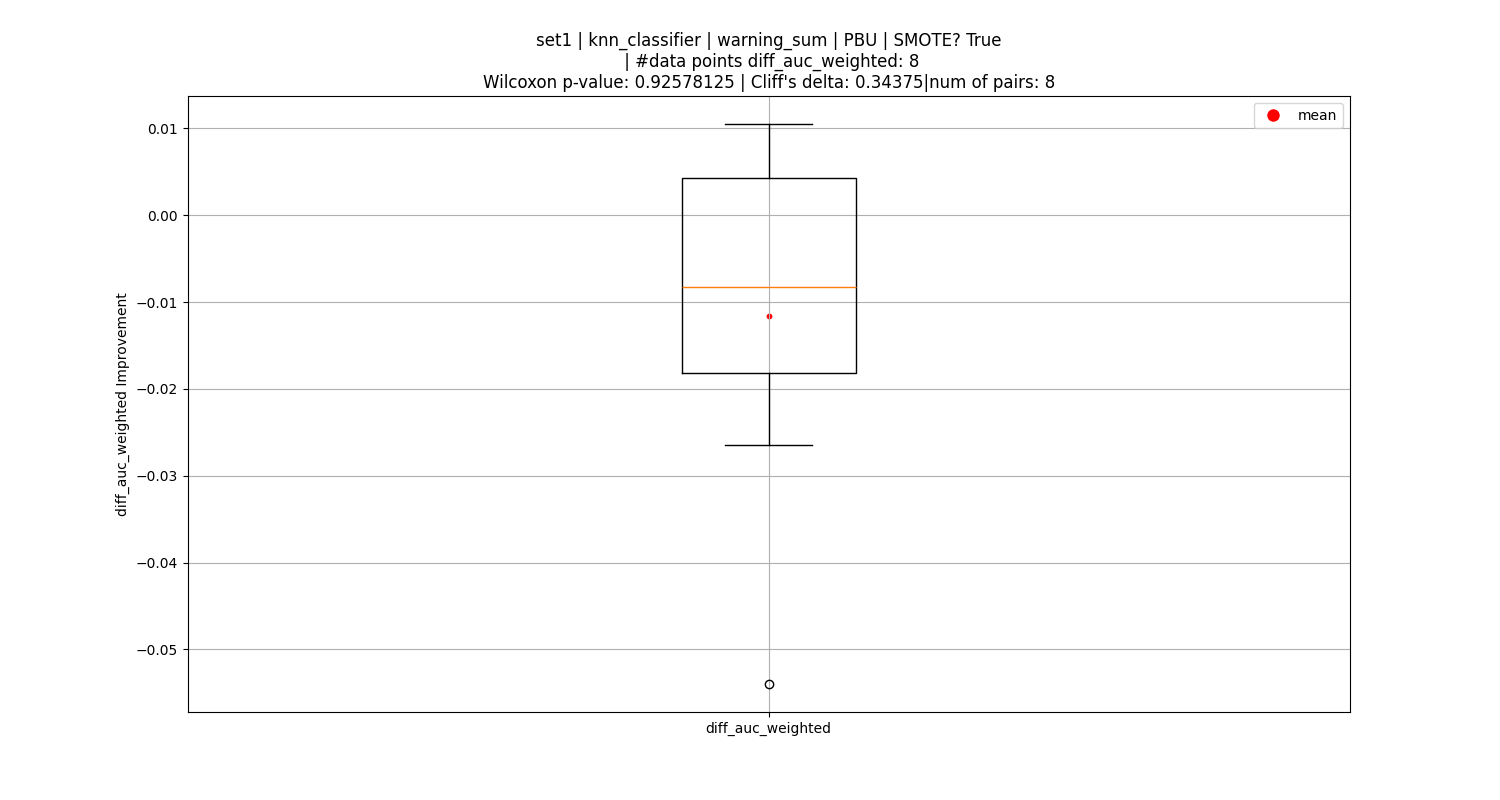 set1 | knn_classifier | warning_sum | PBU | SMOTE? True
| #data points diff_auc_weighted: 8
Wilcoxon p-value: 0.92578125 | Cliff's delta: 0.34375|num of pairs: 8
mean
0.01
0.00
−0.01
−0.02
−0.03
−0.04
−0.05
diff_auc_weighted Improvement
diff_auc_weighted